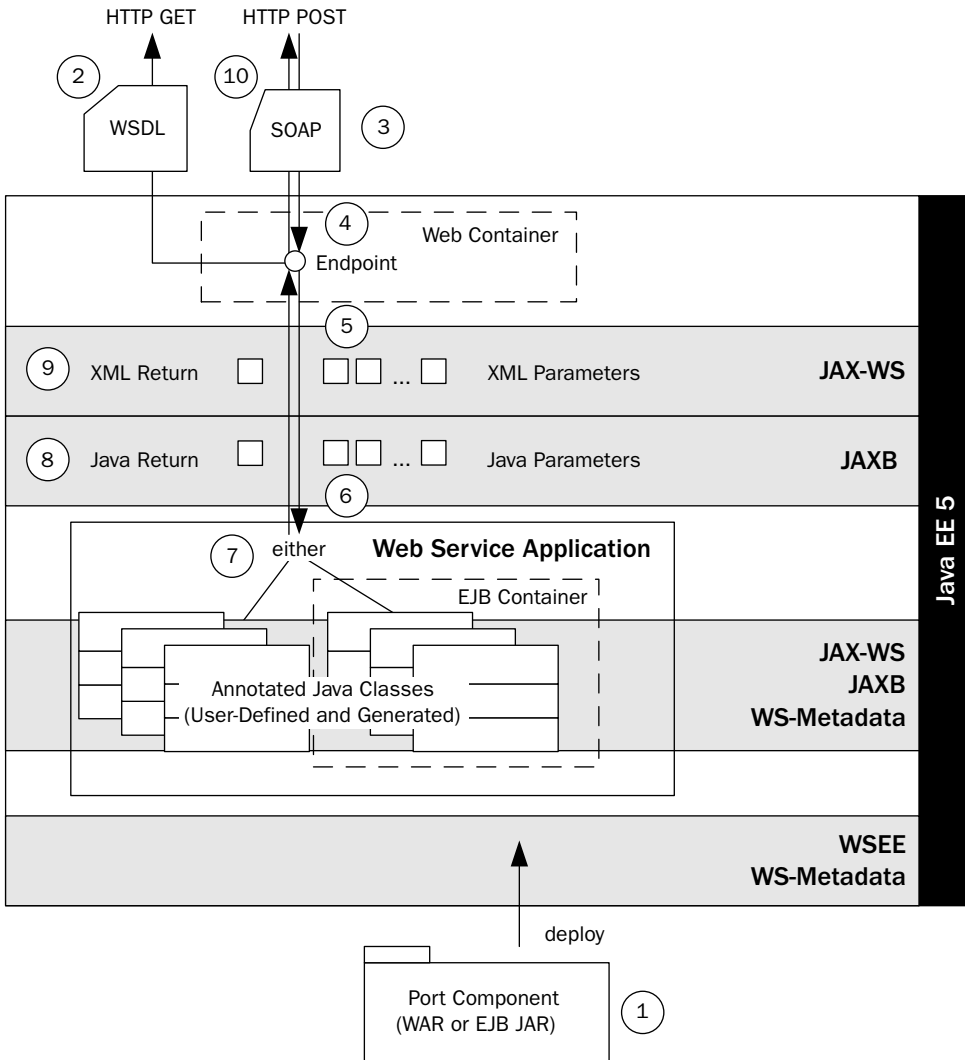 HTTP GET
HTTP POST
2
10
WSDL
SOAP
3
4
Web Container
Endpoint
5
9
XML Return
...
XML Parameters
JAX-WS
8
Java Return
...
Java Parameters
JAXB
6
7
either
Web Service Application
EJB Container
Java EE 5
JAX-WS
JAXB
WS-Metadata
Annotated Java Classes
(User-Defined and Generated)
WSEE
WS-Metadata
deploy
Port Component
(WAR or EJB JAR)
1